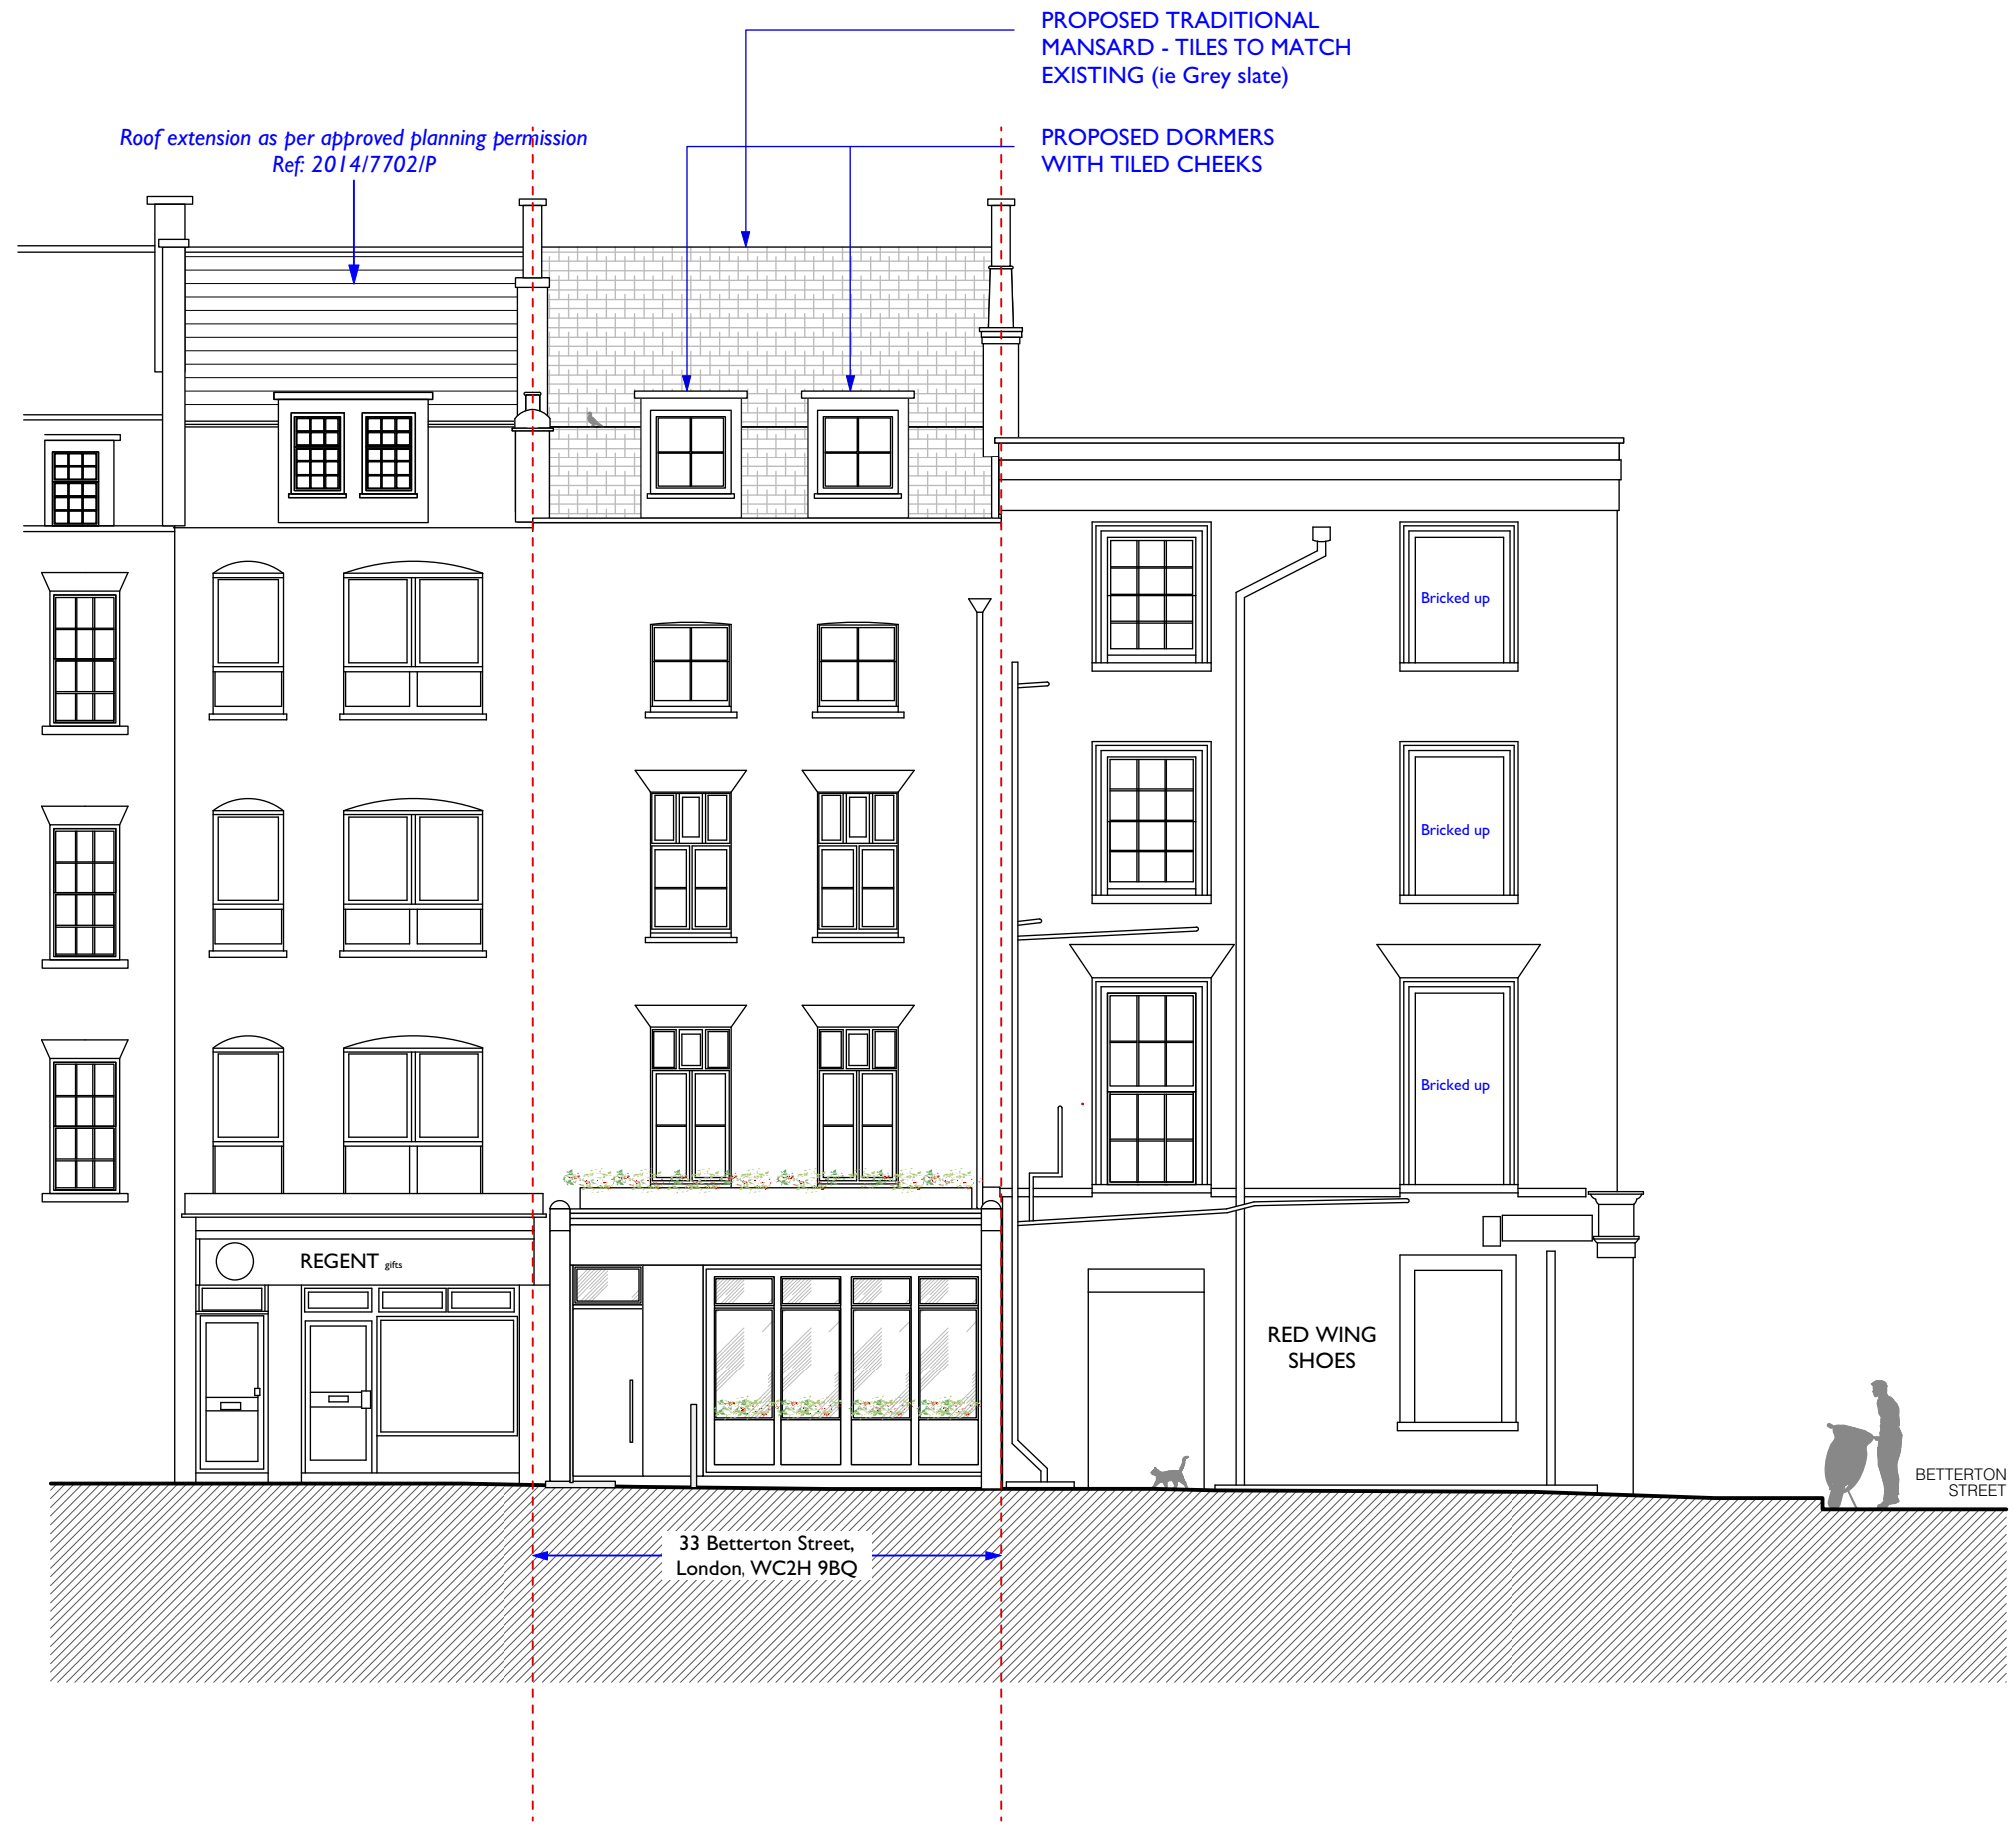 PROPOSED TRADITIONAL
MANSARD - TILES TO MATCH
EXISTING (ie Grey slate)
Roof extension as per approved planning permission
Ref: 2014/7702/P
PROPOSED DORMERS
WITH TILED CHEEKS
Bricked up
Bricked up
Bricked up
REGENT gifts
RED WING
SHOES
BETTERTON
STREET
33 Betterton Street,
London, WC2H 9BQ